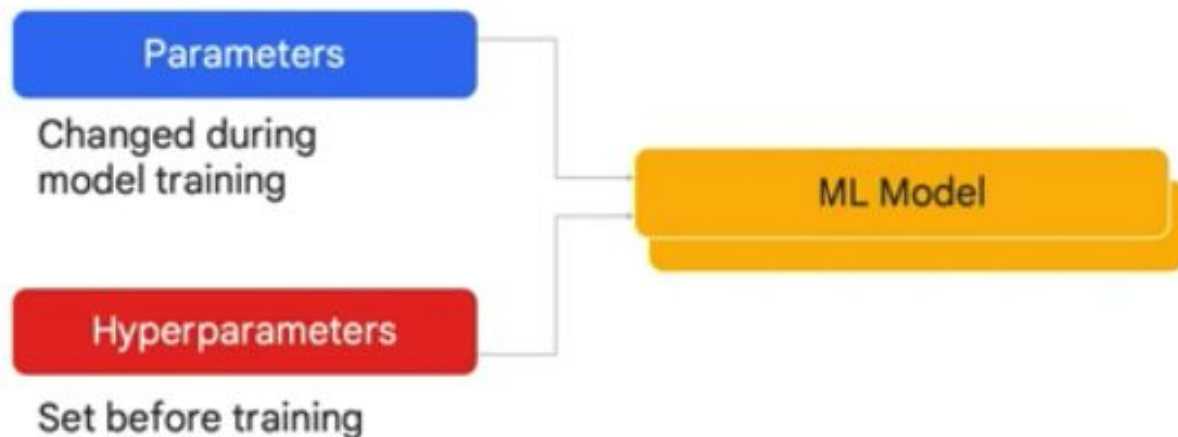 Parameters
Changed during
model training
ML Model
Hyperparameters
Set before training